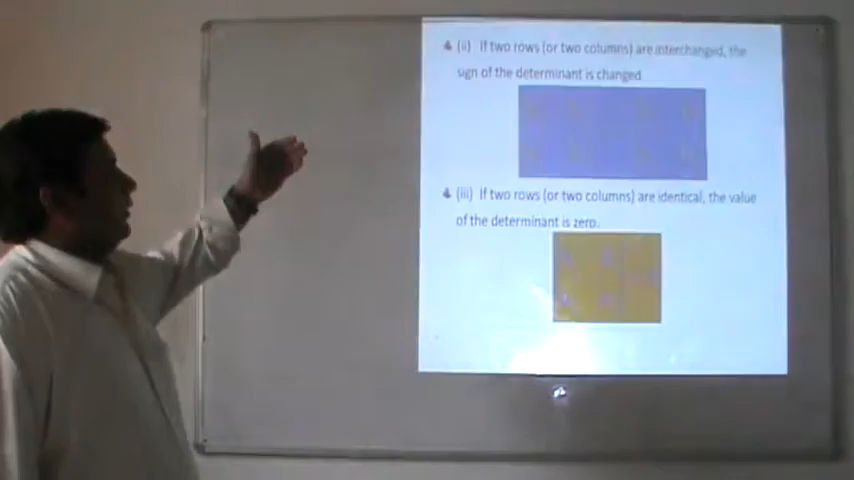 (ii) If two rows (or two columns) are interchanged, the
sign of the determinant is changed
(iii) If two rows (or two columns) are identical, the value
of the determinant is zero.